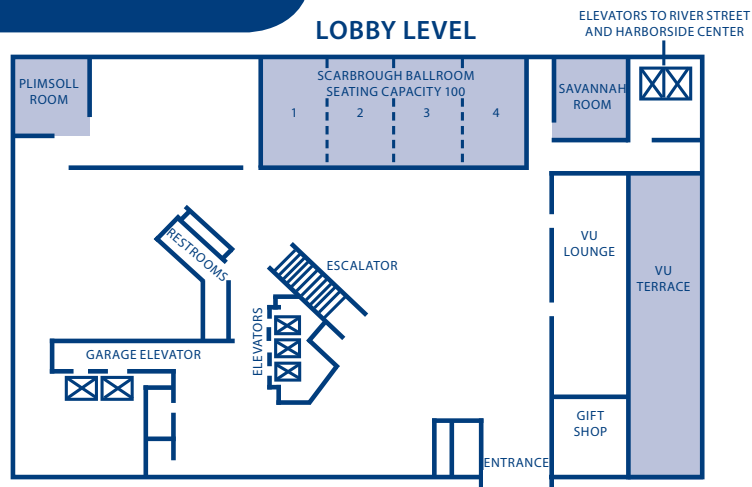 LOBBY LEVEL
ELEVATORS TO RIVER STREET
AND HARBORSIDE CENTER
PLIMSOLL
ROOM
SCARBROUGH BALLROOM
SEATING CAPACITY 100
1
2
3
4
SAVANNAH
ROOM
RESTROOMS
ESCALATOR
VU
LOUNGE
VU
TERRACE
ELEVATORS
GARAGE ELEVATOR
GIFT
SHOP
ENTRANCE